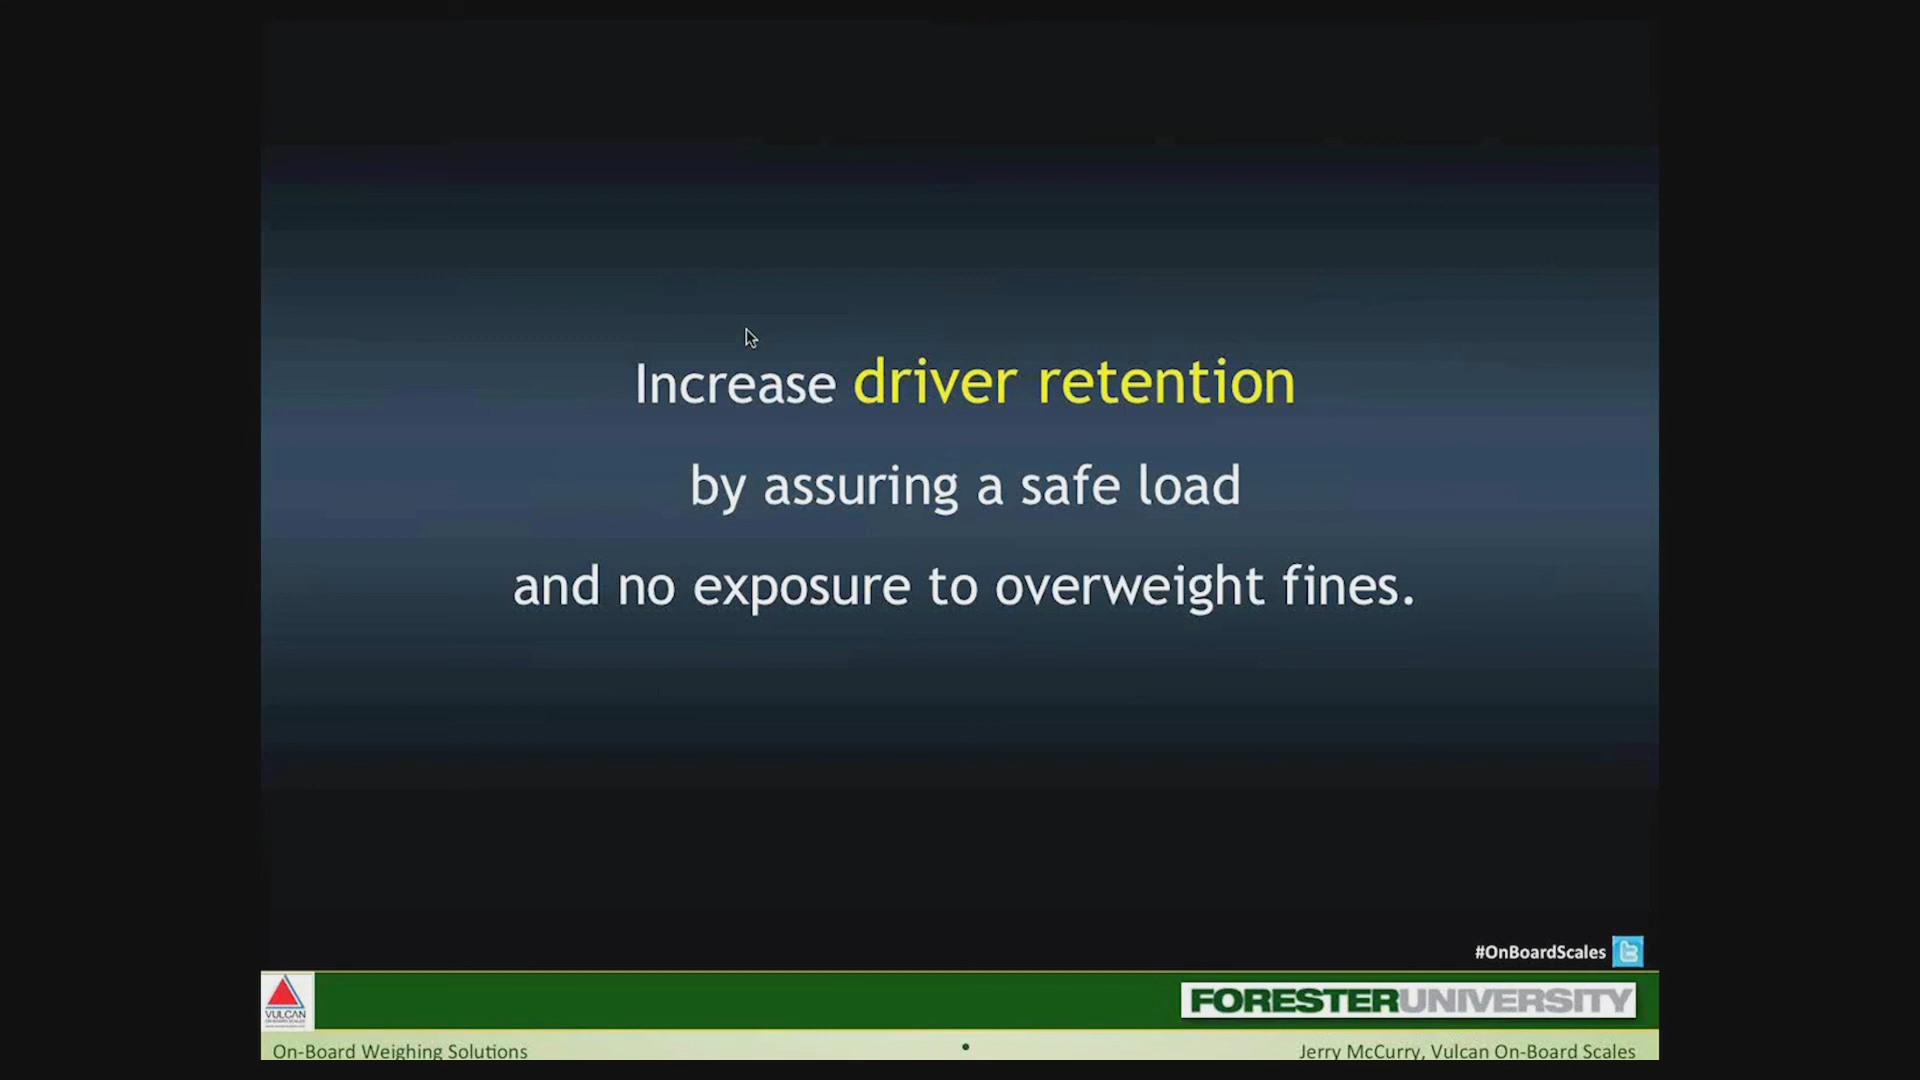 Increase driver retention
by assuring a safe load
and no exposure to overweight fines.
#OnBoardScales
VULCAN
FORESTERUNIVERSITY
On-Board Weighing Solutions
Jerry McCurry, Vulcan On-Board Scales